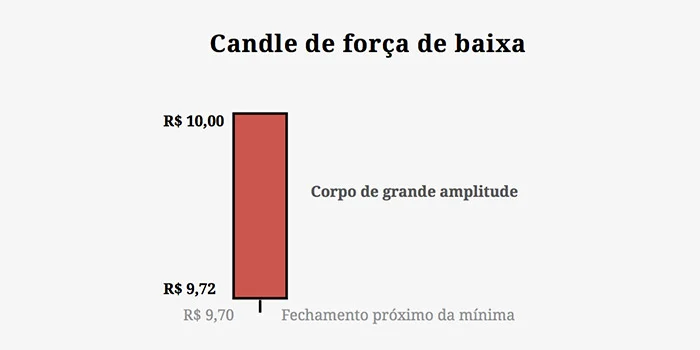 Candle de força de baixa
R$ 10,00
Corpo de grande amplitude
R$ 9,72
R$ 9,70 Fechamento próximo da mínima